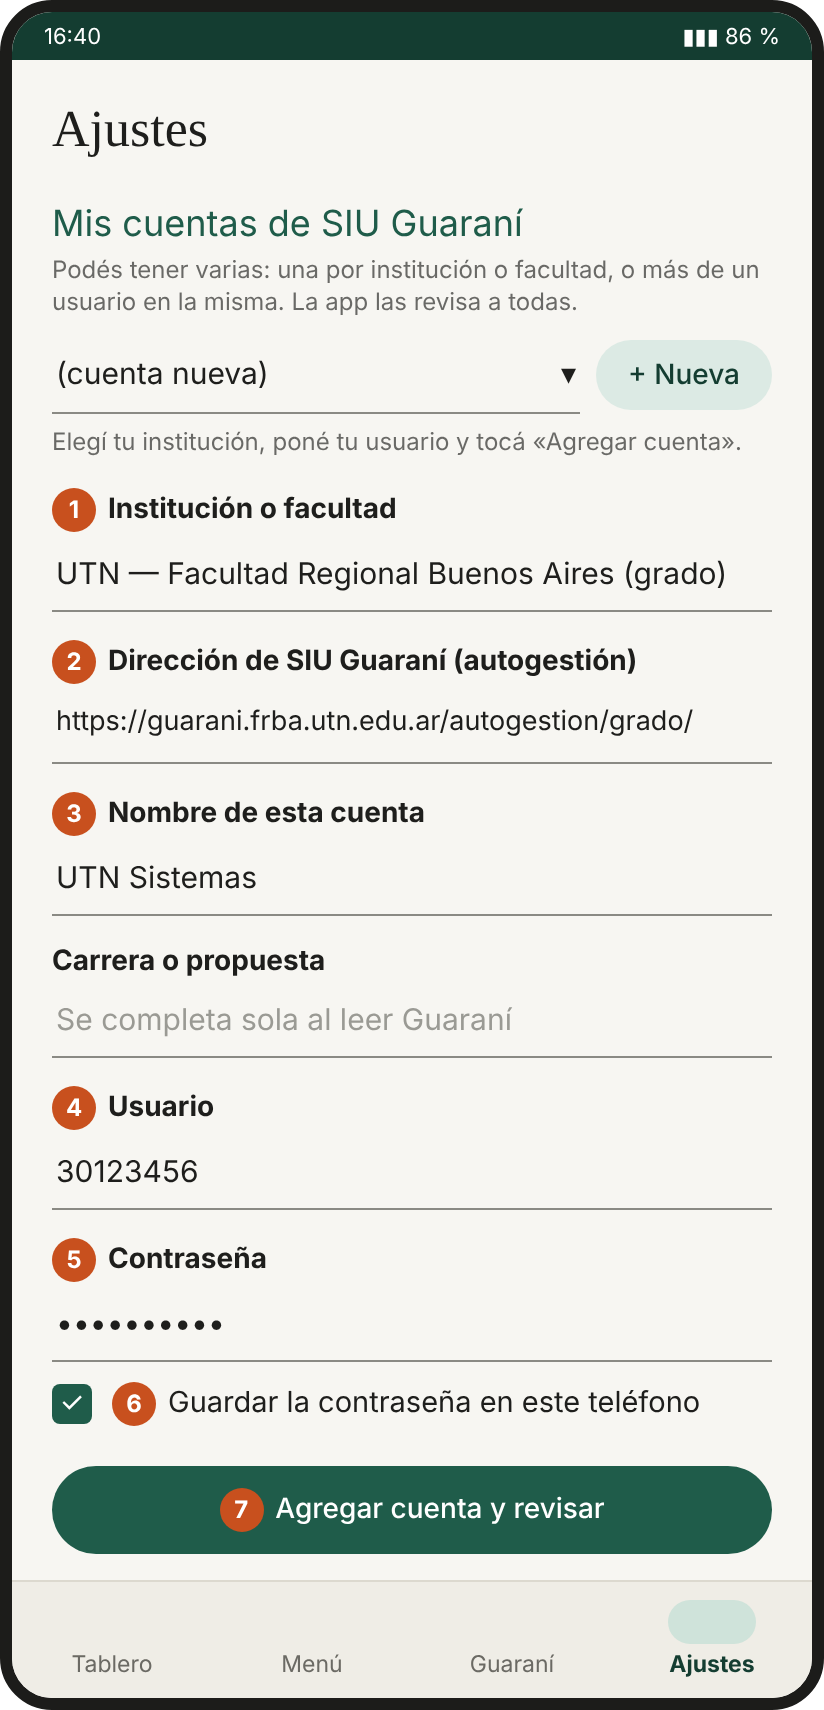 16:40 ▮▮▮ 86 %
Ajustes
Mis cuentas de SIU Guaraní
Podés tener varias: una por institución o facultad, o más de un
usuario en la misma. La app las revisa a todas.
(cuenta nueva) ▼ + Nueva
Elegí tu institución, poné tu usuario y tocá «Agregar cuenta».
1 Institución o facultad
UTN — Facultad Regional Buenos Aires (grado)
2 Dirección de SIU Guaraní (autogestión)
https://guarani.frba.utn.edu.ar/autogestion/grado/
3 Nombre de esta cuenta
UTN Sistemas
Carrera o propuesta
Se completa sola al leer Guaraní
4 Usuario
30123456
5 Contraseña
••••••••••
6 Guardar la contraseña en este teléfono
7 Agregar cuenta y revisar
Tablero Menú Guaraní Ajustes